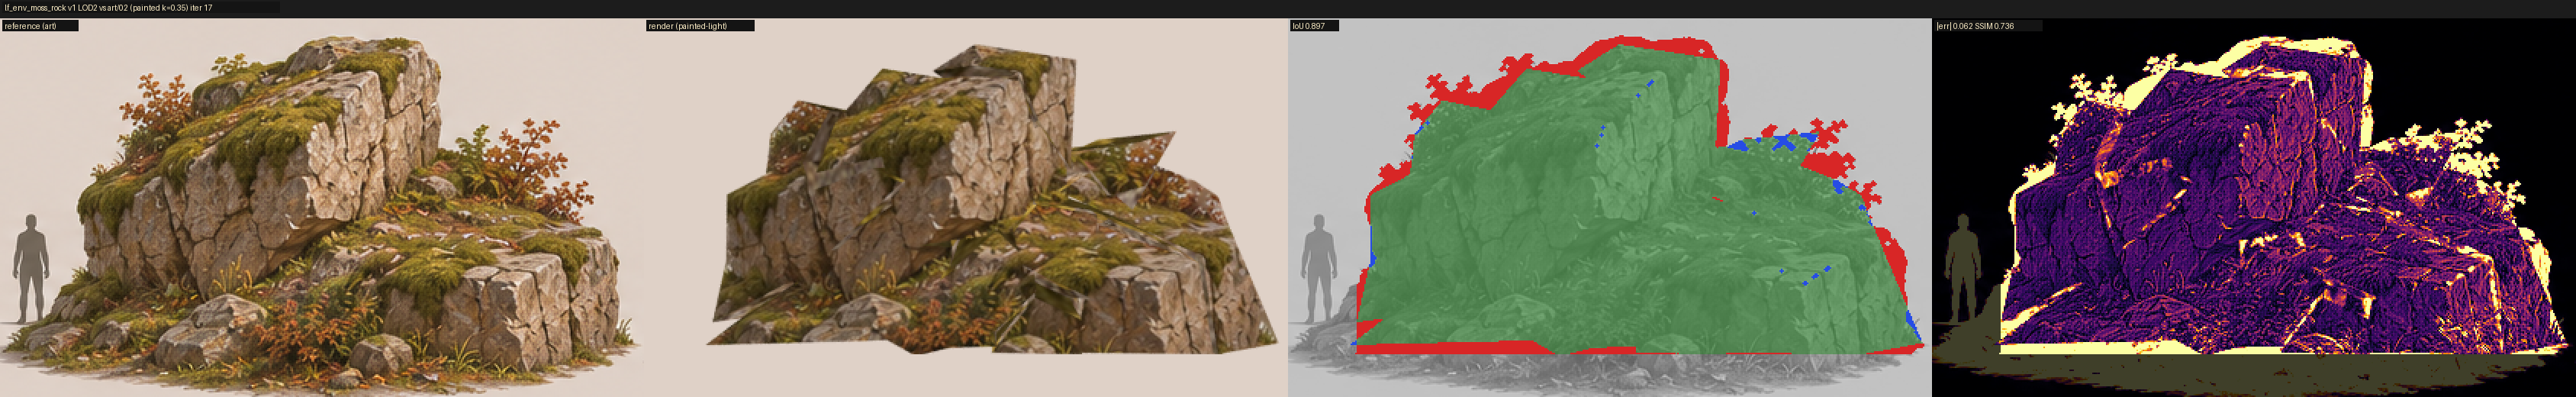 lf_env_moss_rock v1 LOD2 vs art/02 (painted k=0.35) iter 17
reference (art)
render (painted-light)
IoU 0.897
|err| 0.062 SSIM 0.736